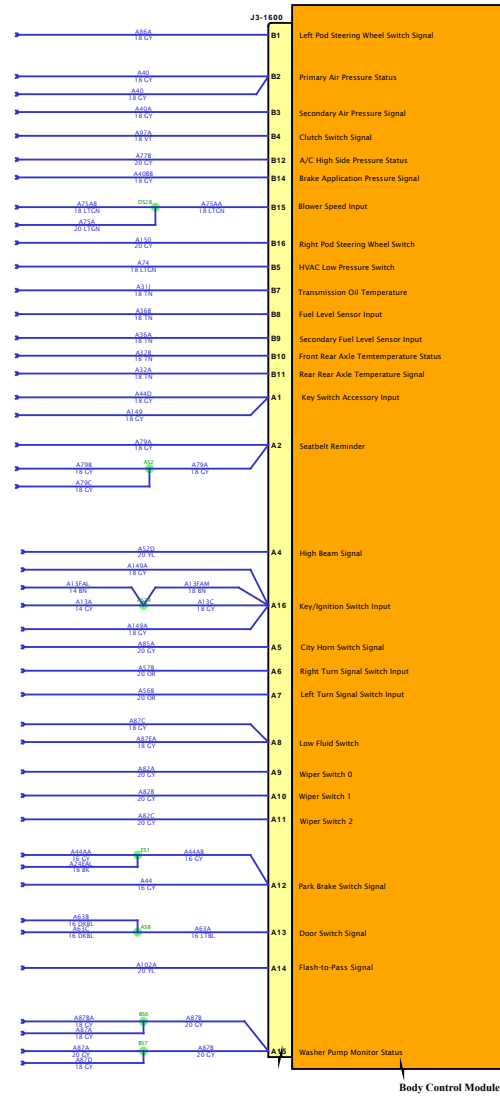 J3-1600
A86A
18 GY
B1 Left Pod Steering Wheel Switch Signal
A40
18 GY
B2 Primary Air Pressure Status
A40
18 GY
A40A
18 GY
B3 Secondary Air Pressure Signal
A97A
18 VT
B4 Clutch Switch Signal
A77B
20 GY
B12 A/C High Side Pressure Status
A40BB
18 GY
B14 Brake Application Pressure Signal
A75AB DS28 A75AA
18 LTGN 18 LTGN
B15 Blower Speed Input
A75A
20 LTGN
A150
20 GY
B16 Right Pod Steering Wheel Switch
A74
18 LTGN
B5 HVAC Low Pressure Switch
A31J
18 TN
B7 Transmission Oil Temperature
A36B
18 TN
B8 Fuel Level Sensor Input
A36A
18 TN
B9 Secondary Fuel Level Sensor Input
A32B
18 TN
B10 Front Rear Axle Temtemperature Status
A32A
18 TN
B11 Rear Rear Axle Temperature Signal
A44D
18 GY
A1 Key Switch Accessory Input
A149
18 GY
A79A
18 GY
A2 Seatbelt Reminder
A79B AS2 A79A
18 GY 18 GY
A79C
18 GY
A52D
20 YL
A4 High Beam Signal
A149A
18 GY
A13FAL A13FAM
14 BN 18 BN
A13A A13C
14 GY 18 GY
A16 Key/Ignition Switch Input
A149A
18 GY
A85A
20 GY
A5 City Horn Switch Signal
A57B
20 OR
A6 Right Turn Signal Switch Input
A56B
20 OR
A7 Left Turn Signal Switch Input
A87C
18 GY
A87EA
18 GY
A8 Low Fluid Switch
A82A
20 GY
A9 Wiper Switch 0
A82B
20 GY
A10 Wiper Switch 1
A82C
20 GY
A11 Wiper Switch 2
A44AA ES1 A44AB
16 GY 16 GY
A24EAL
18 BK
A44
16 GY
A12 Park Brake Switch Signal
A63B
16 DKBL
A63C AS8 A63A
16 DKBL 16 LTBL
A13 Door Switch Signal
A102A
20 YL
A14 Flash-to-Pass Signal
A87BA BS6 A87B
18 GY 20 GY
A87A
18 GY
A87A BS7 A87B
20 GY 20 GY
A15 Washer Pump Monitor Status
A87D
18 GY
Body Control Module